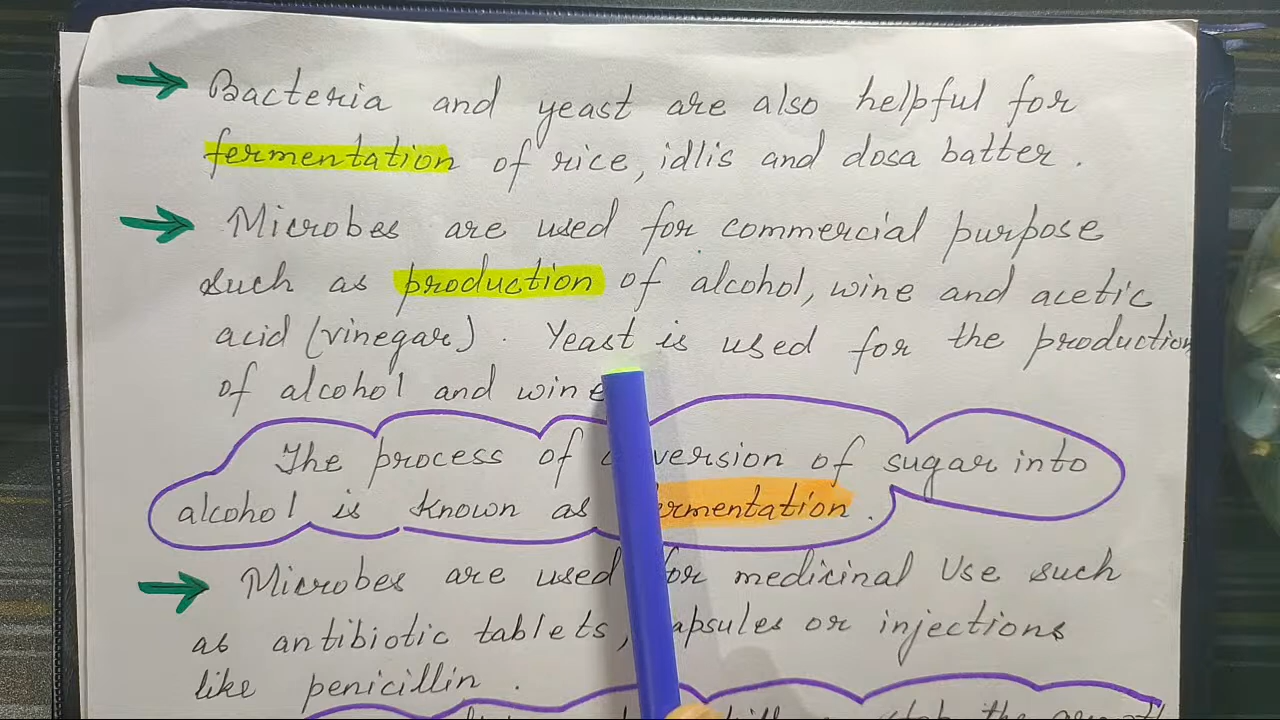 Bacteria and yeast are also helpful for
fermentation of rice, idlis and dosa batter.
Microbes are used for commercial purpose
such as production of alcohol, wine and acetic
acid (vinegar). Yeast is used for the production
of alcohol and wine
The process of version of sugar into
alcohol is known as ermentation.
Microbes are used for medicinal Use such
as antibiotic tablets, apsules or injections
like penicillin.
the